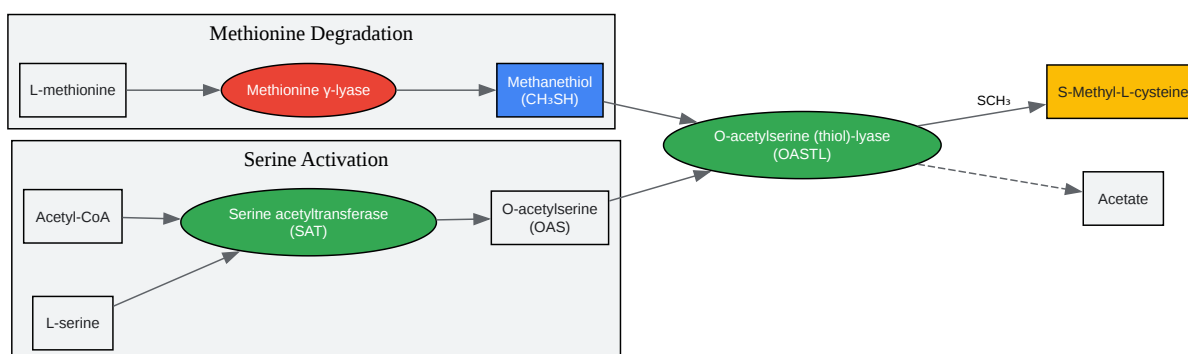 Methionine Degradation
L-methionine
Methionine γ-lyase
Methanethiol
(CH₃SH)
Serine Activation
Acetyl-CoA
L-serine
Serine acetyltransferase
(SAT)
O-acetylserine
(OAS)
O-acetylserine (thiol)-lyase
(OASTL)
SCH₃
S-Methyl-L-cysteine
Acetate